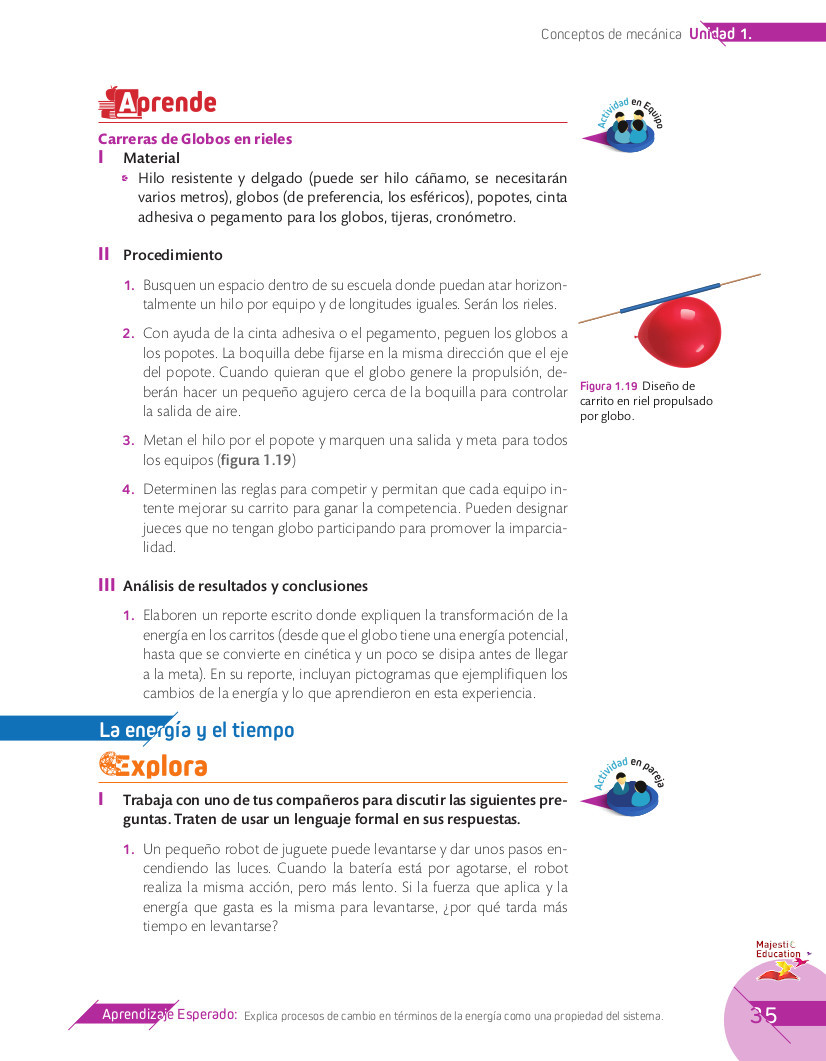 Conceptos de mecánica Unidad 1.
Aprende
Actividad en Equipo
Carreras de Globos en rieles
I Material
Hilo resistente y delgado (puede ser hilo cáñamo, se necesitarán
varios metros), globos (de preferencia, los esféricos), popotes, cinta
adhesiva o pegamento para los globos, tijeras, cronómetro.
II Procedimiento
1. Busquen un espacio dentro de su escuela donde puedan atar horizon-
talmente un hilo por equipo y de longitudes iguales. Serán los rieles.
2. Con ayuda de la cinta adhesiva o el pegamento, peguen los globos a
los popotes. La boquilla debe fijarse en la misma dirección que el eje
del popote. Cuando quieran que el globo genere la propulsión, de-
berán hacer un pequeño agujero cerca de la boquilla para controlar
la salida de aire.
Figura 1.19 Diseño de
carrito en riel propulsado
por globo.
3. Metan el hilo por el popote y marquen una salida y meta para todos
los equipos (figura 1.19)
4. Determinen las reglas para competir y permitan que cada equipo in-
tente mejorar su carrito para ganar la competencia. Pueden designar
jueces que no tengan globo participando para promover la imparcia-
lidad.
III Análisis de resultados y conclusiones
1. Elaboren un reporte escrito donde expliquen la transformación de la
energía en los carritos (desde que el globo tiene una energía potencial,
hasta que se convierte en cinética y un poco se disipa antes de llegar
a la meta). En su reporte, incluyan pictogramas que ejemplifiquen los
cambios de la energía y lo que aprendieron en esta experiencia.
La energía y el tiempo
Explora
Actividad en pareja
I Trabaja con uno de tus compañeros para discutir las siguientes pre-
guntas. Traten de usar un lenguaje formal en sus respuestas.
1. Un pequeño robot de juguete puede levantarse y dar unos pasos en-
cendiendo las luces. Cuando la batería está por agotarse, el robot
realiza la misma acción, pero más lento. Si la fuerza que aplica y la
energía que gasta es la misma para levantarse, ¿por qué tarda más
tiempo en levantarse?
Majestic
Education
Aprendizaje Esperado: Explica procesos de cambio en términos de la energía como una propiedad del sistema.
35